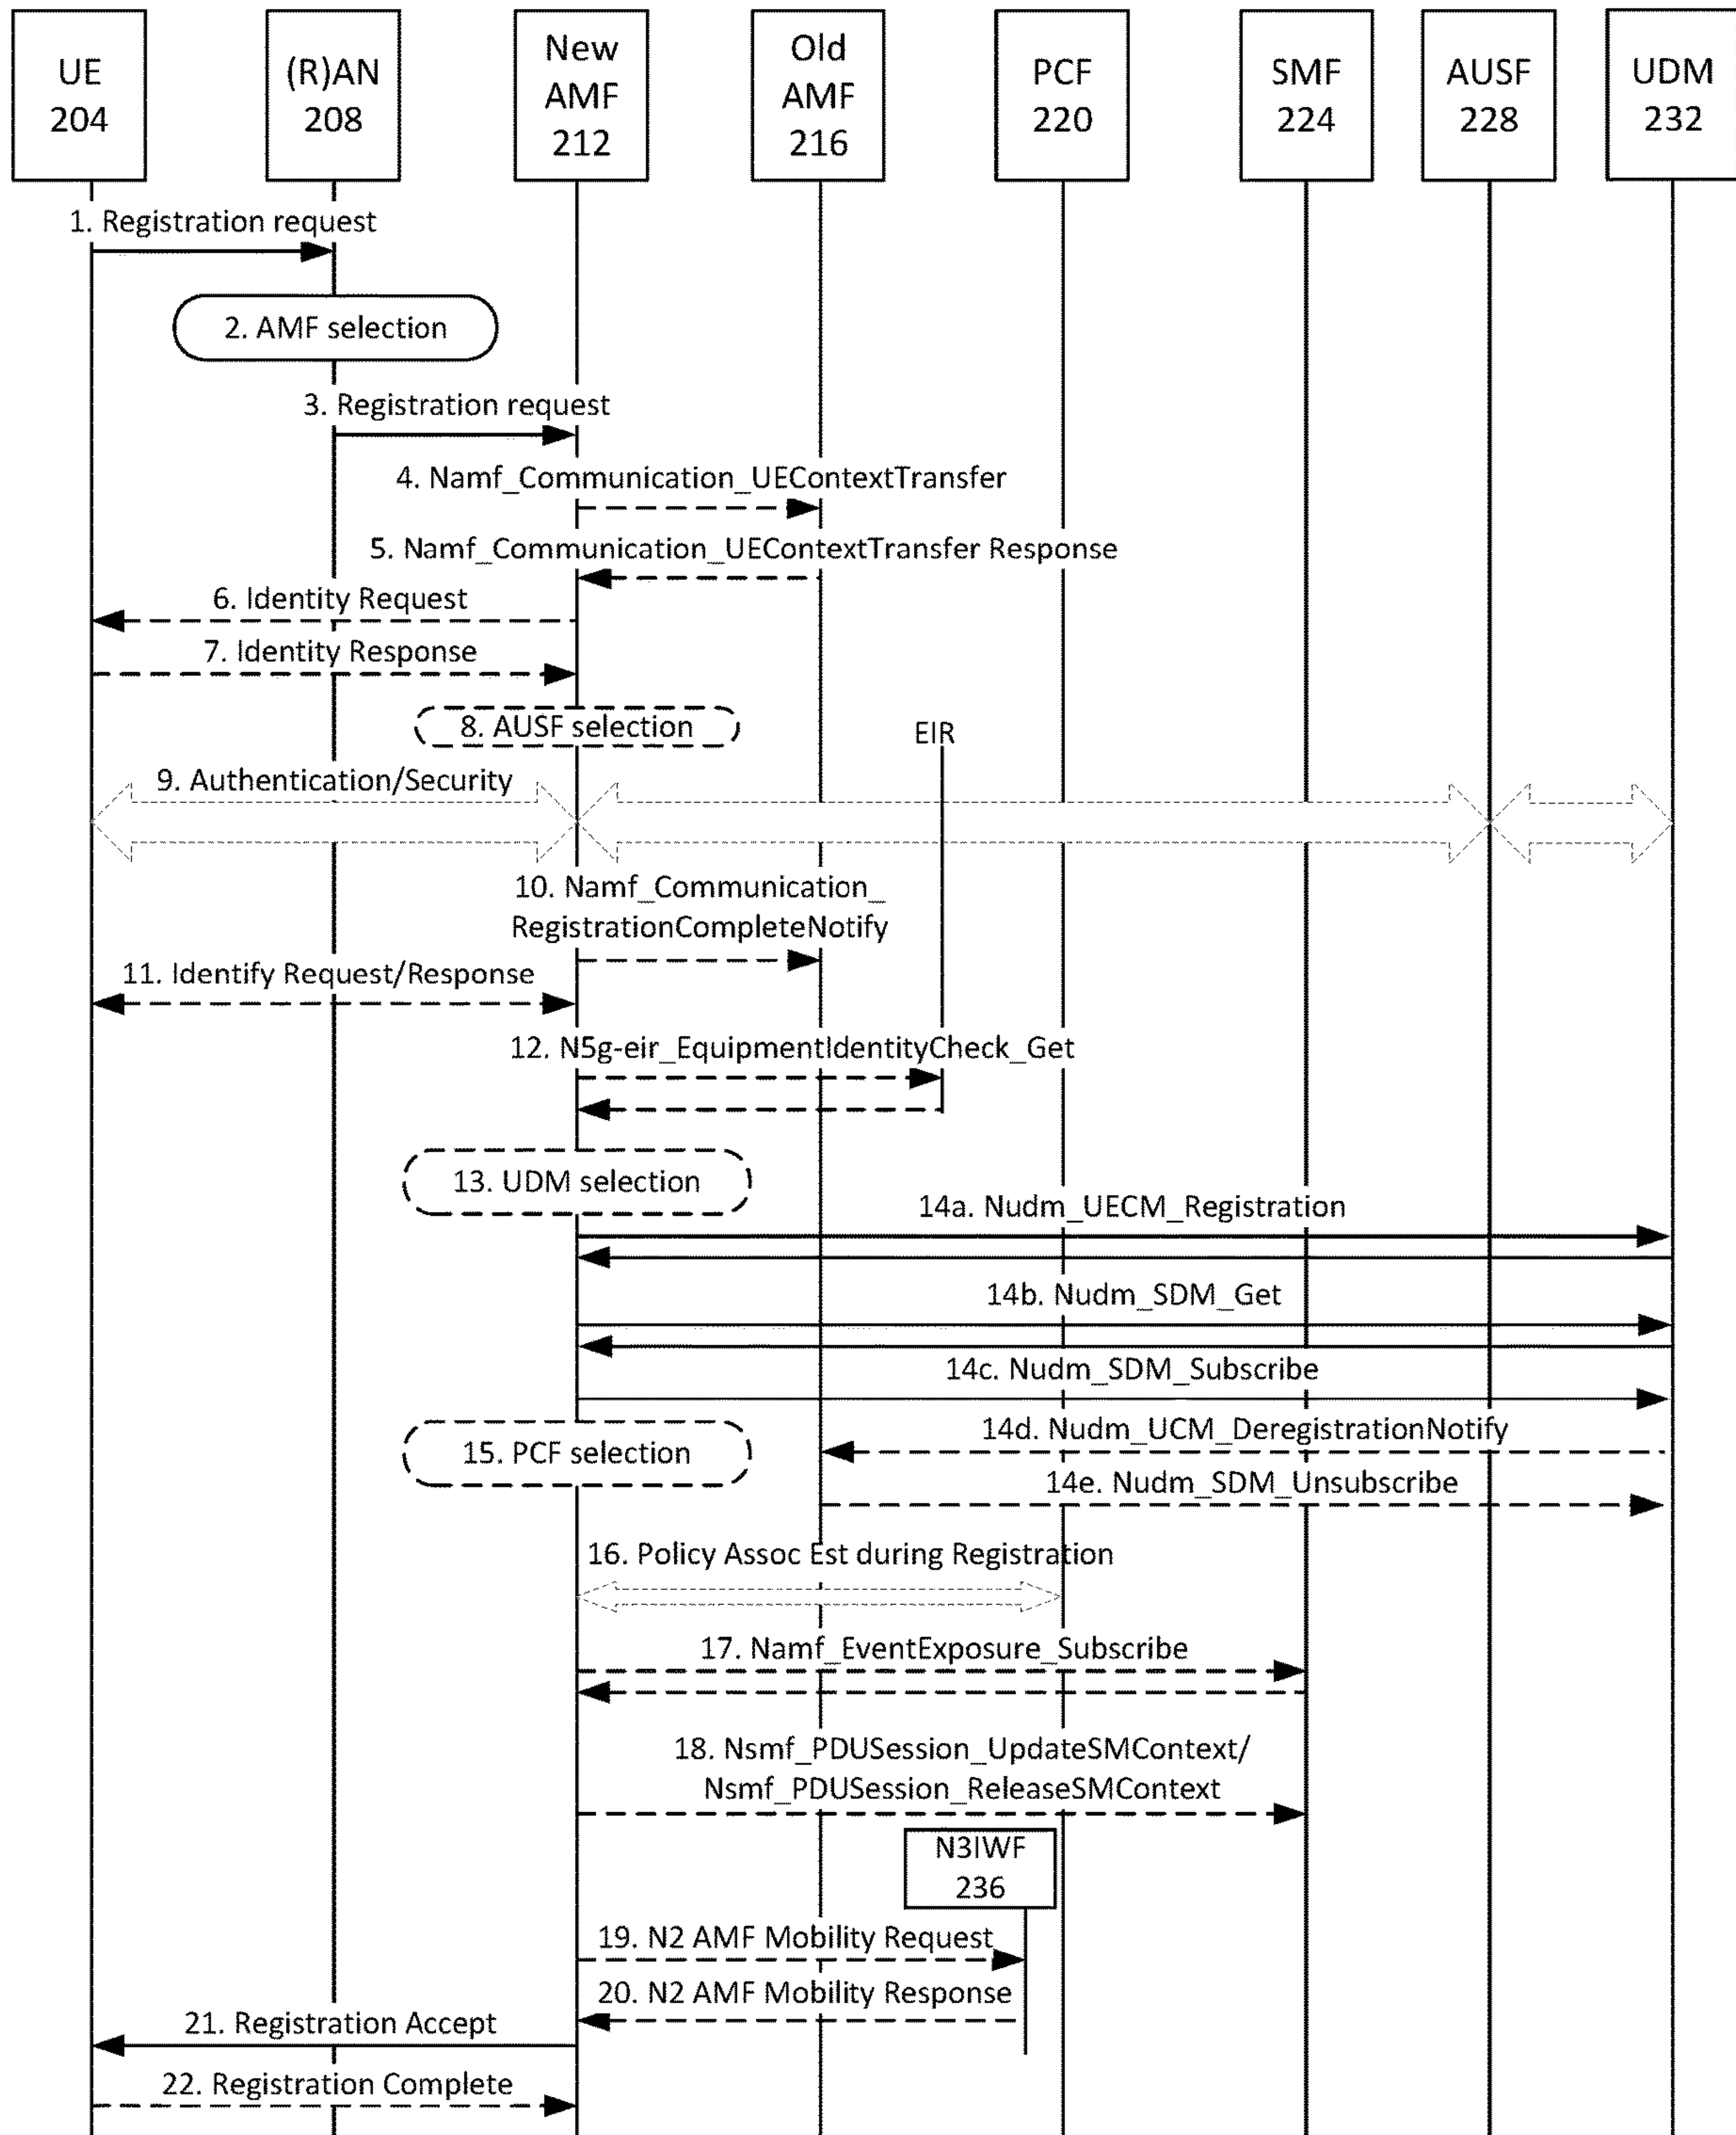 UE
204
(R)AN
208
New
AMF
212
Old
AMF
216
PCF
220
SMF
224
AUSF
228
UDM
232
1. Registration request
2. AMF selection
3. Registration request
4. Namf_Communication_UEContextTransfer
5. Namf_Communication_UEContextTransfer Response
6. Identity Request
7. Identity Response
8. AUSF selection
EIR
9. Authentication/Security
10. Namf_Communication_
RegistrationCompleteNotify
11. Identify Request/Response
12. N5g-eir_EquipmentIdentityCheck_Get
13. UDM selection
14a. Nudm_UECM_Registration
14b. Nudm_SDM_Get
14c. Nudm_SDM_Subscribe
14d. Nudm_UCM_DeregistrationNotify
15. PCF selection
14e. Nudm_SDM_Unsubscribe
16. Policy Assoc Est during Registration
17. Namf_EventExposure_Subscribe
18. Nsmf_PDUSession_UpdateSMContext/
Nsmf_PDUSession_ReleaseSMContext
N3IWF
236
19. N2 AMF Mobility Request
20. N2 AMF Mobility Response
21. Registration Accept
22. Registration Complete